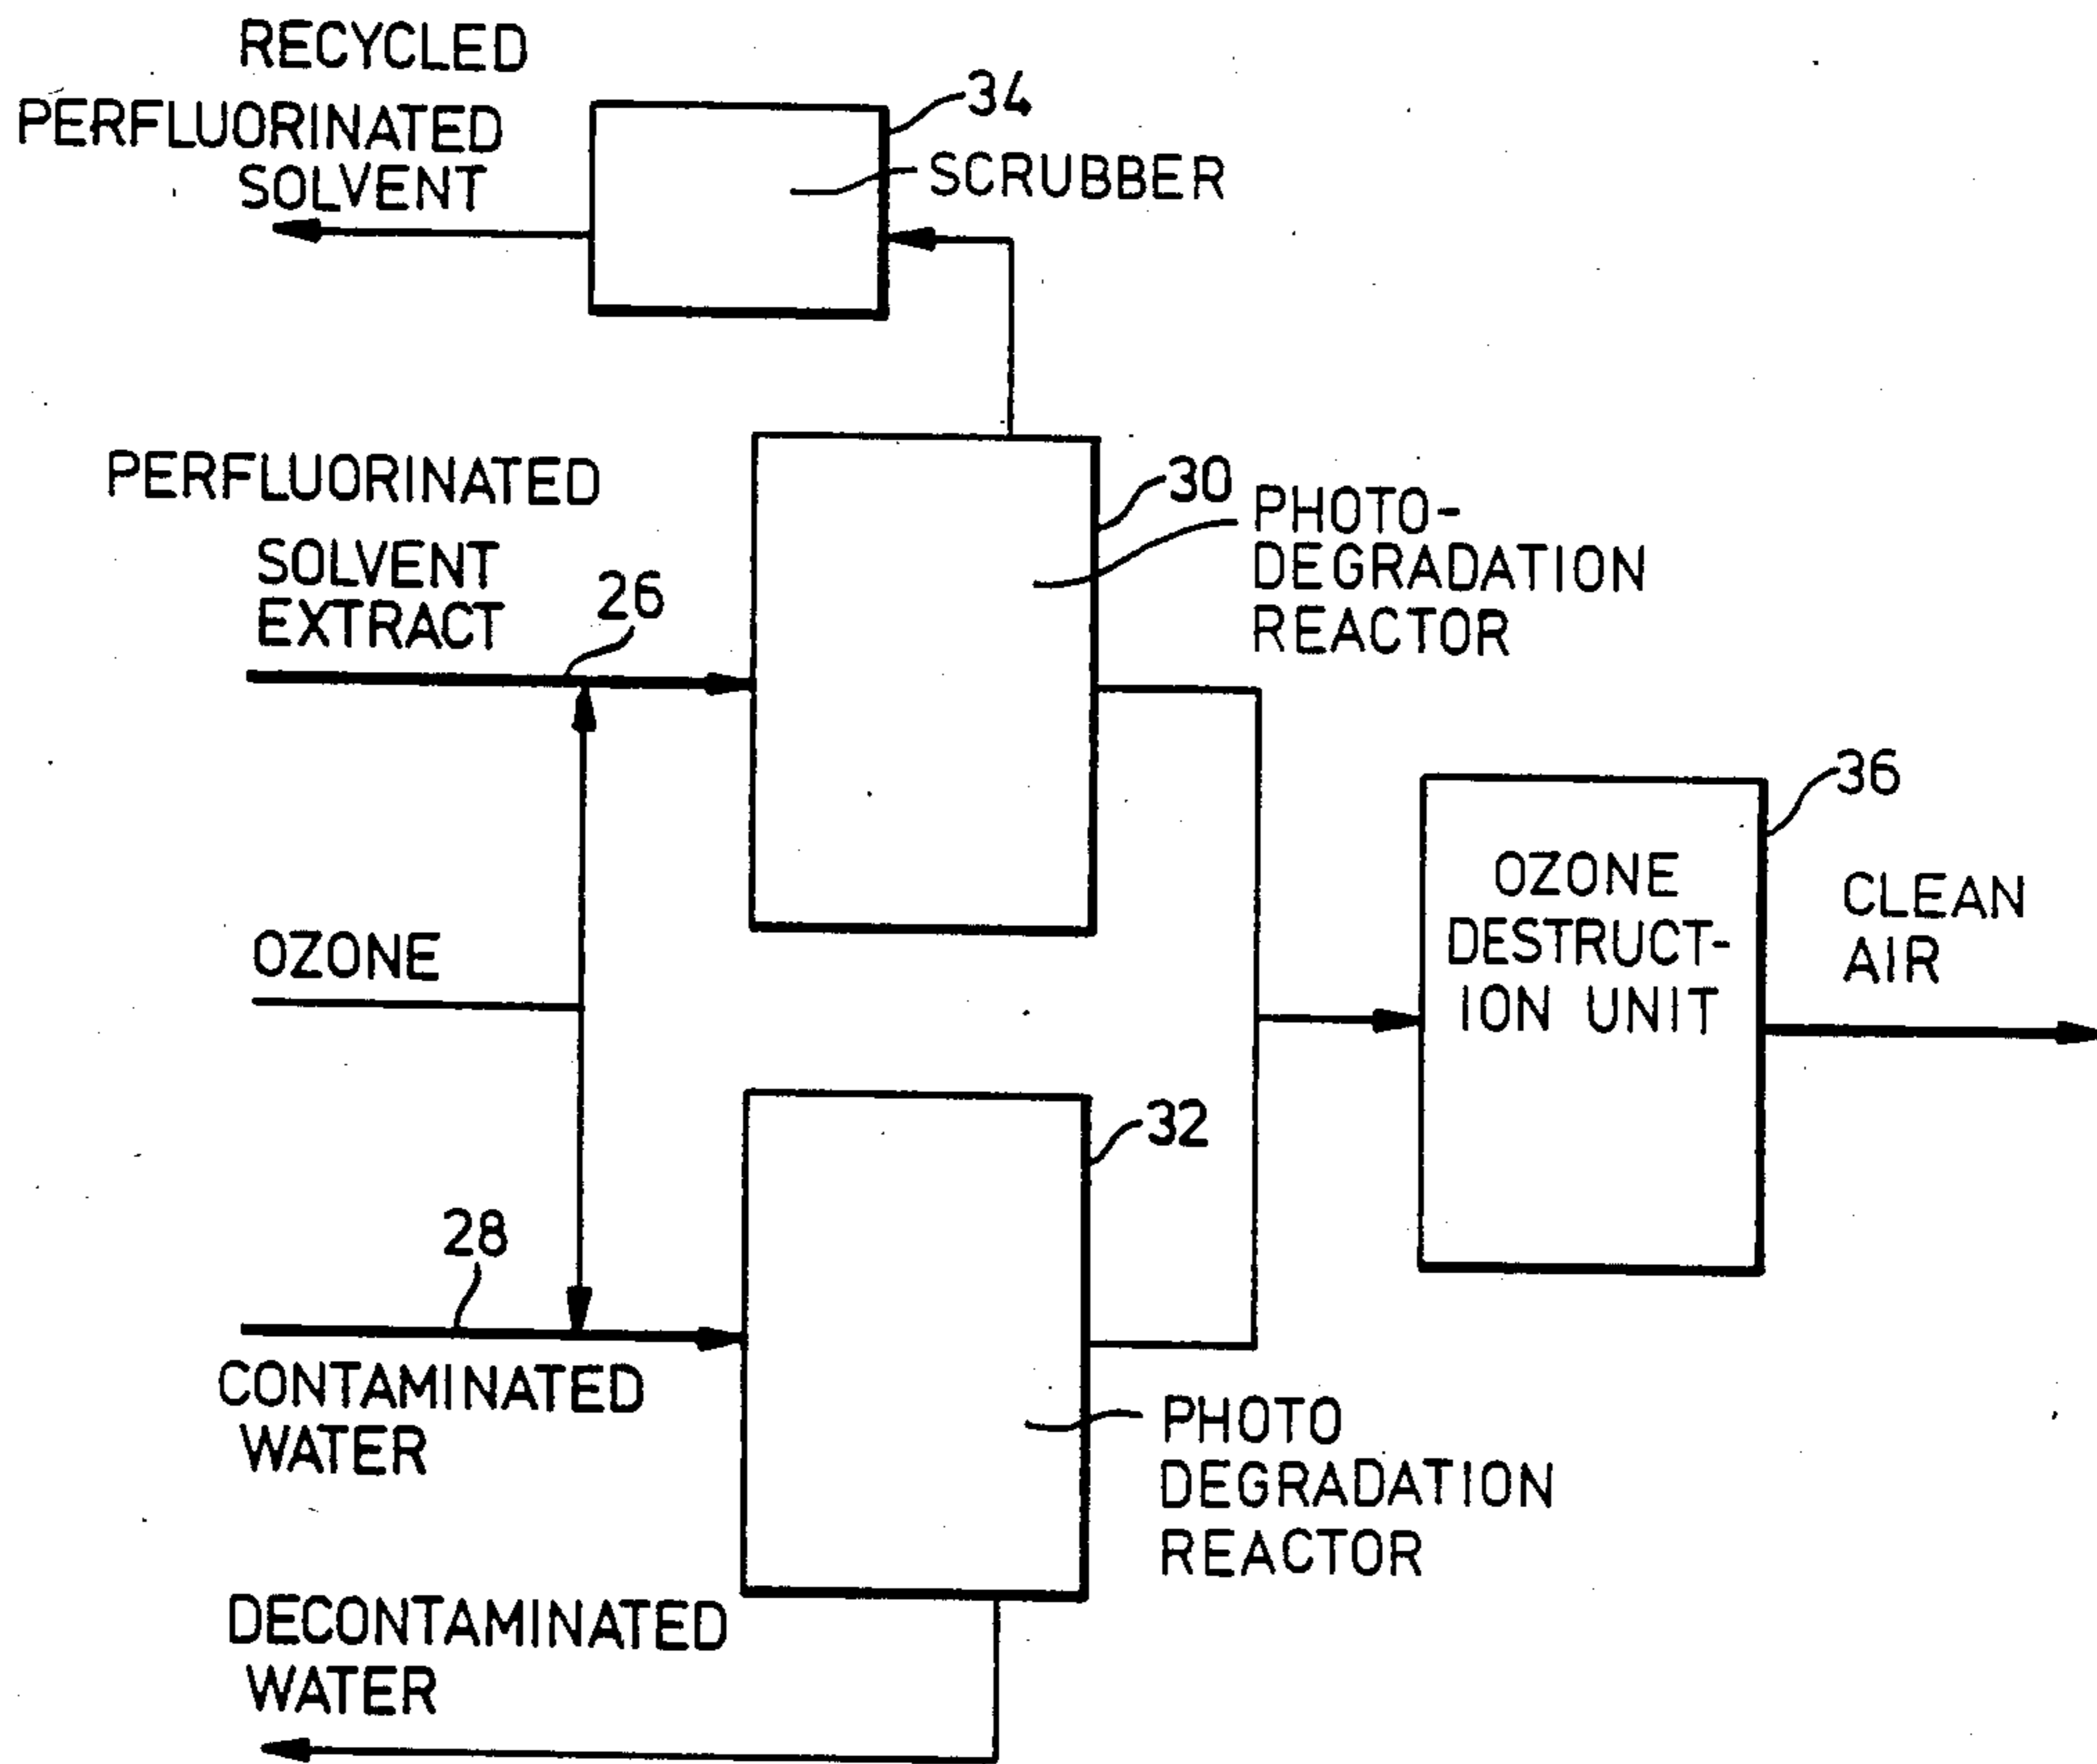 RECYCLED
PERFLUORINATED
SOLVENT
34
SCRUBBER
PERFLUORINATED
SOLVENT
EXTRACT
26
30
PHOTO-
DEGRADATION
REACTOR
36
OZONE
DESTRUCT-
ION UNIT
CLEAN
AIR
OZONE
32
28
CONTAMINATED
WATER
PHOTO
DEGRADATION
REACTOR
DECONTAMINATED
WATER